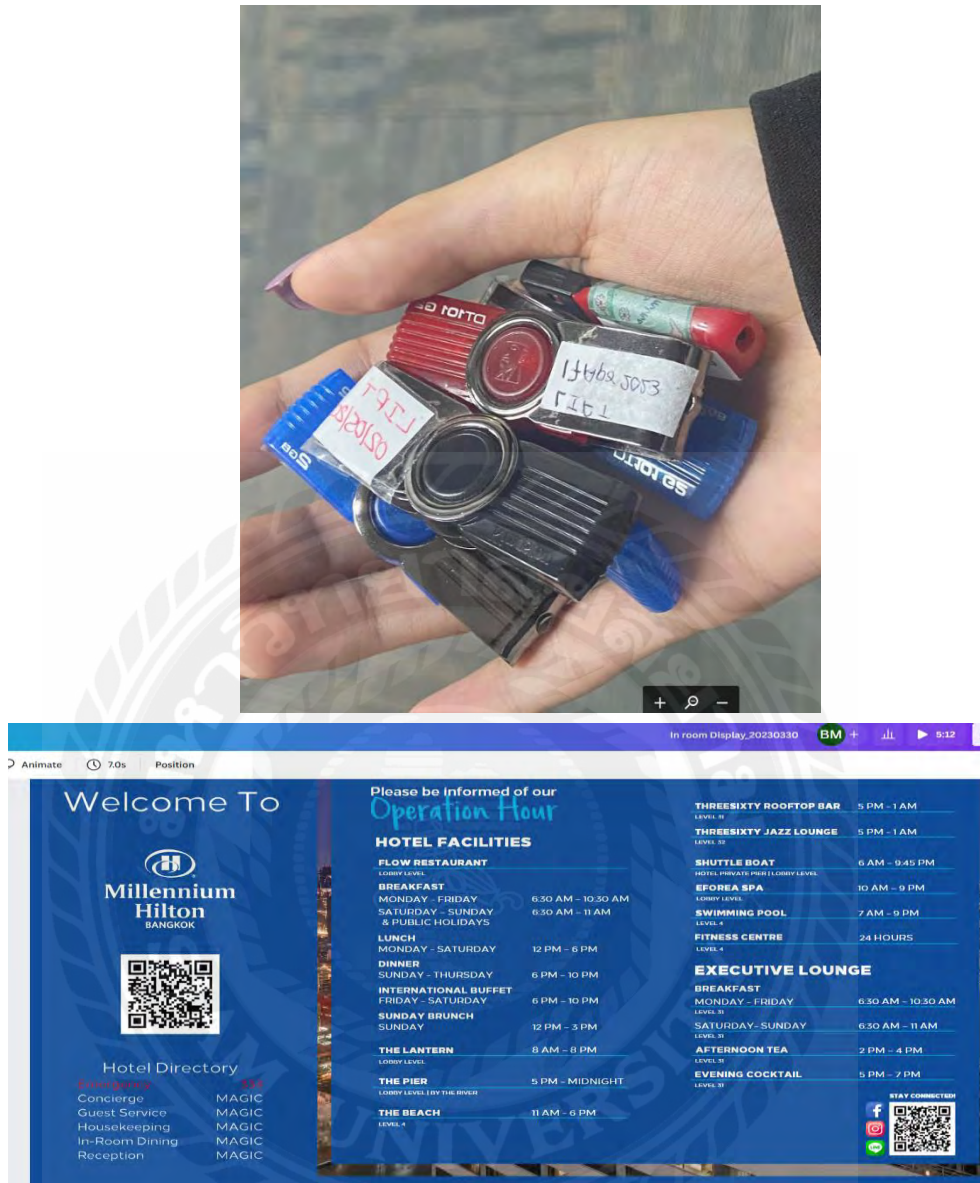 DT101 G2
17 Apr 2023
LIFT
LIFT
In room Display_20230330
BM
+
5:12
Animate
7.0s
Position
Welcome To
Millennium
Hilton
BANGKOK
Hotel Directory
Emergency 555
Concierge MAGIC
Guest Service MAGIC
Housekeeping MAGIC
In-Room Dining MAGIC
Reception MAGIC
Please be informed of our
Operation Hour
HOTEL FACILITIES
FLOW RESTAURANT
LOBBY LEVEL
BREAKFAST
MONDAY - FRIDAY 6:30 AM - 10:30 AM
SATURDAY - SUNDAY 6:30 AM - 11 AM
& PUBLIC HOLIDAYS
LUNCH
MONDAY - SATURDAY 12 PM - 6 PM
DINNER
SUNDAY - THURSDAY 6 PM - 10 PM
INTERNATIONAL BUFFET
FRIDAY - SATURDAY 6 PM - 10 PM
SUNDAY BRUNCH
SUNDAY 12 PM - 3 PM
THE LANTERN 8 AM - 8 PM
LOBBY LEVEL
THE PIER 5 PM - MIDNIGHT
LOBBY LEVEL | BY THE RIVER
THE BEACH 11 AM - 6 PM
LEVEL 4
THREESIXTY ROOFTOP BAR 5 PM - 1 AM
LEVEL 31
THREESIXTY JAZZ LOUNGE 5 PM - 1 AM
LEVEL 32
SHUTTLE BOAT 6 AM - 9:45 PM
HOTEL PRIVATE PIER | LOBBY LEVEL
EFOREA SPA 10 AM - 9 PM
LOBBY LEVEL
SWIMMING POOL 7 AM - 9 PM
LEVEL 4
FITNESS CENTRE 24 HOURS
LEVEL 4
EXECUTIVE LOUNGE
BREAKFAST
MONDAY - FRIDAY 6:30 AM - 10:30 AM
LEVEL 31
SATURDAY- SUNDAY 6:30 AM - 11 AM
LEVEL 31
AFTERNOON TEA 2 PM - 4 PM
LEVEL 31
EVENING COCKTAIL 5 PM - 7 PM
LEVEL 31
STAY CONNECTED!
UNIVERSITY